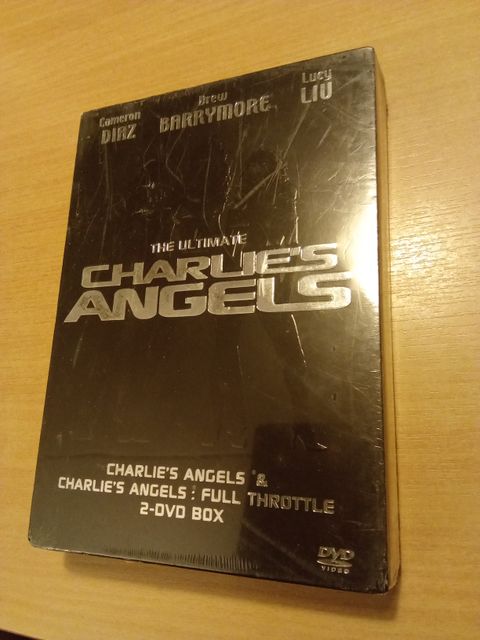 Cameron DIAZ
Drew BARRYMORE
Lucy LIU
THE ULTIMATE
CHARLIE'S
ANGELS
CHARLIE'S ANGELS &
CHARLIE'S ANGELS: FULL THROTTLE
2-DVD BOX
DVD
VIDEO